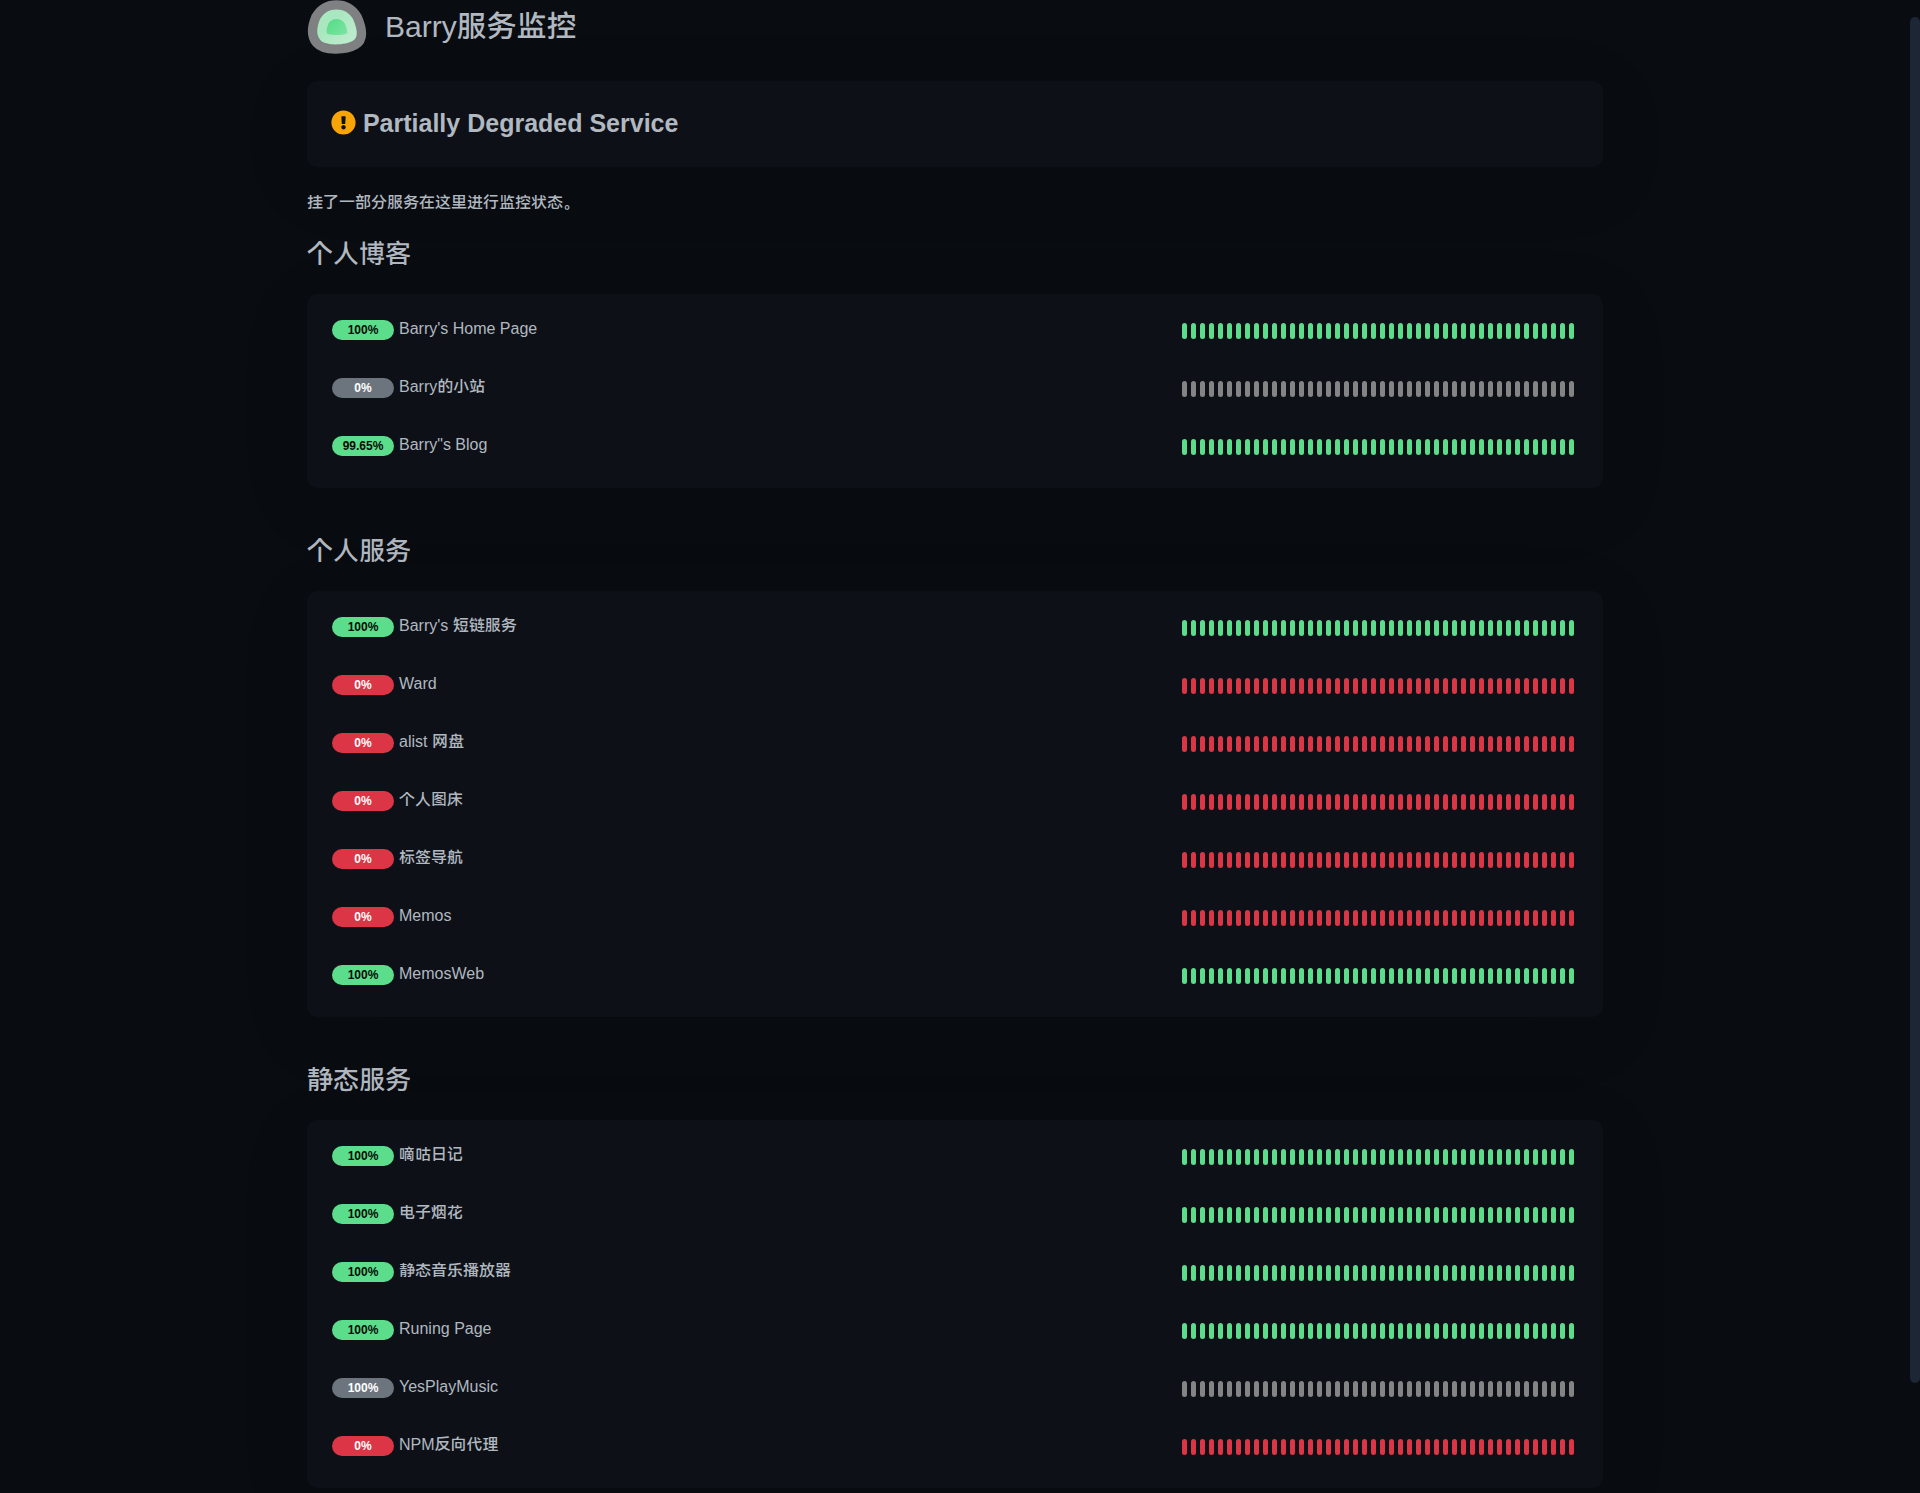 Barry服务监控
Partially Degraded Service
挂了一部分服务在这里进行监控状态。
个人博客
100% Barry's Home Page
0% Barry的小站
99.65% Barry"s Blog
个人服务
100% Barry's 短链服务
0% Ward
0% alist 网盘
0% 个人图床
0% 标签导航
0% Memos
100% MemosWeb
静态服务
100% 嘀咕日记
100% 电子烟花
100% 静态音乐播放器
100% Runing Page
100% YesPlayMusic
0% NPM反向代理